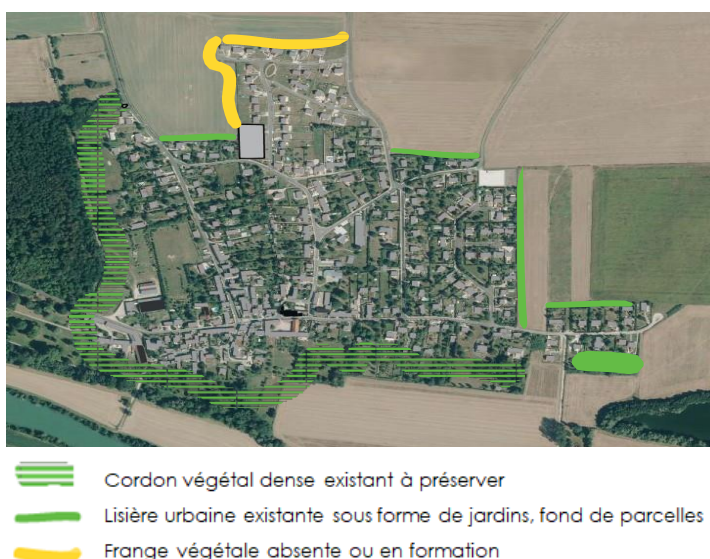 Cordon végétal dense existant à préserver
Lisière urbaine existante sous forme de jardins, fond de parcelles
Frange végétale absente ou en formation